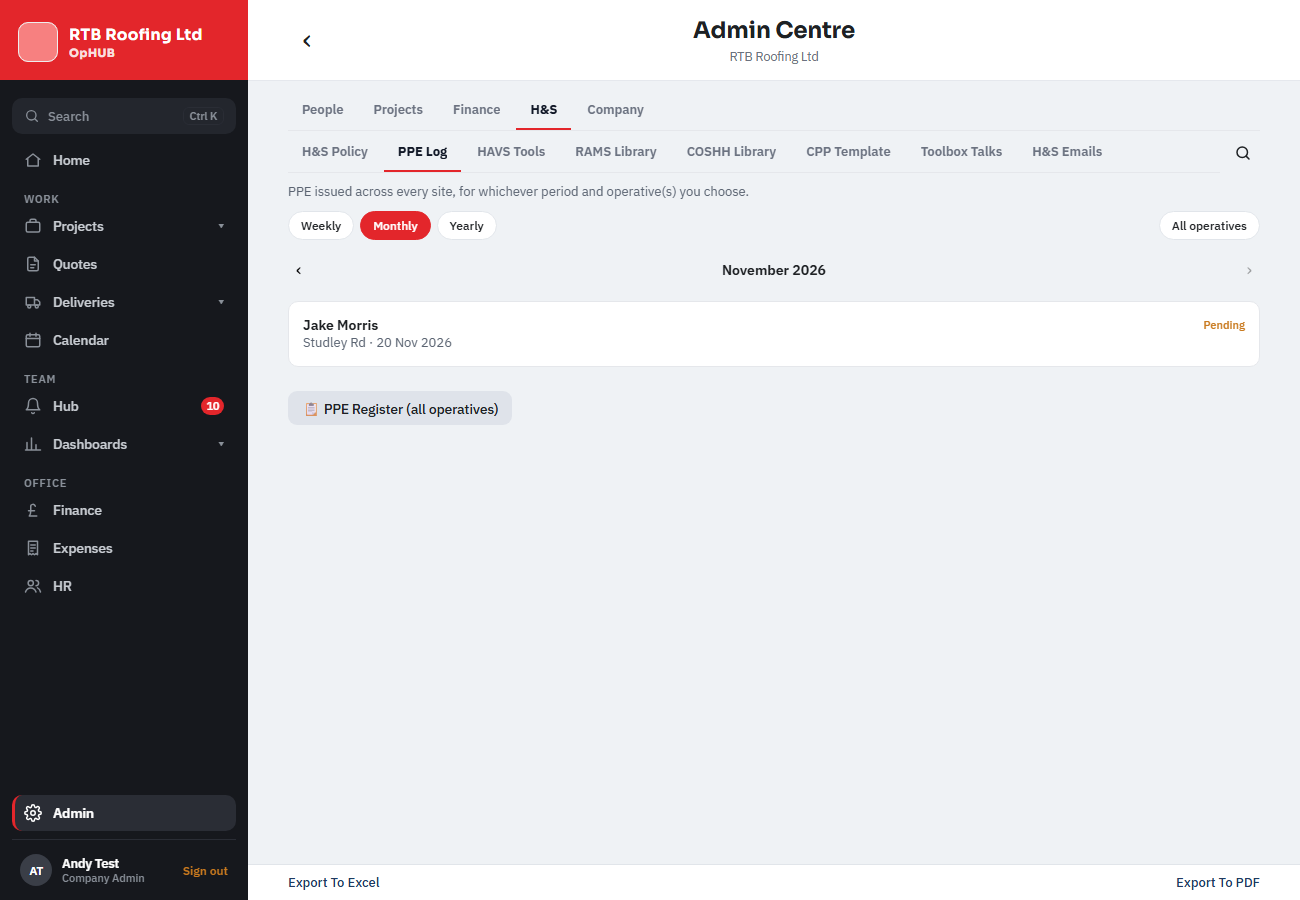 RTB Roofing Ltd
OpHUB
Search
Ctrl K
Home
WORK
Projects
Quotes
Deliveries
Calendar
TEAM
Hub
10
Dashboards
OFFICE
Finance
Expenses
HR
Admin
AT
Andy Test
Company Admin
Sign out
Admin Centre
RTB Roofing Ltd
People
Projects
Finance
H&S
Company
H&S Policy
PPE Log
HAVS Tools
RAMS Library
COSHH Library
CPP Template
Toolbox Talks
H&S Emails
PPE issued across every site, for whichever period and operative(s) you choose.
Weekly
Monthly
Yearly
All operatives
November 2026
Jake Morris
Pending
Studley Rd · 20 Nov 2026
PPE Register (all operatives)
Export To Excel
Export To PDF